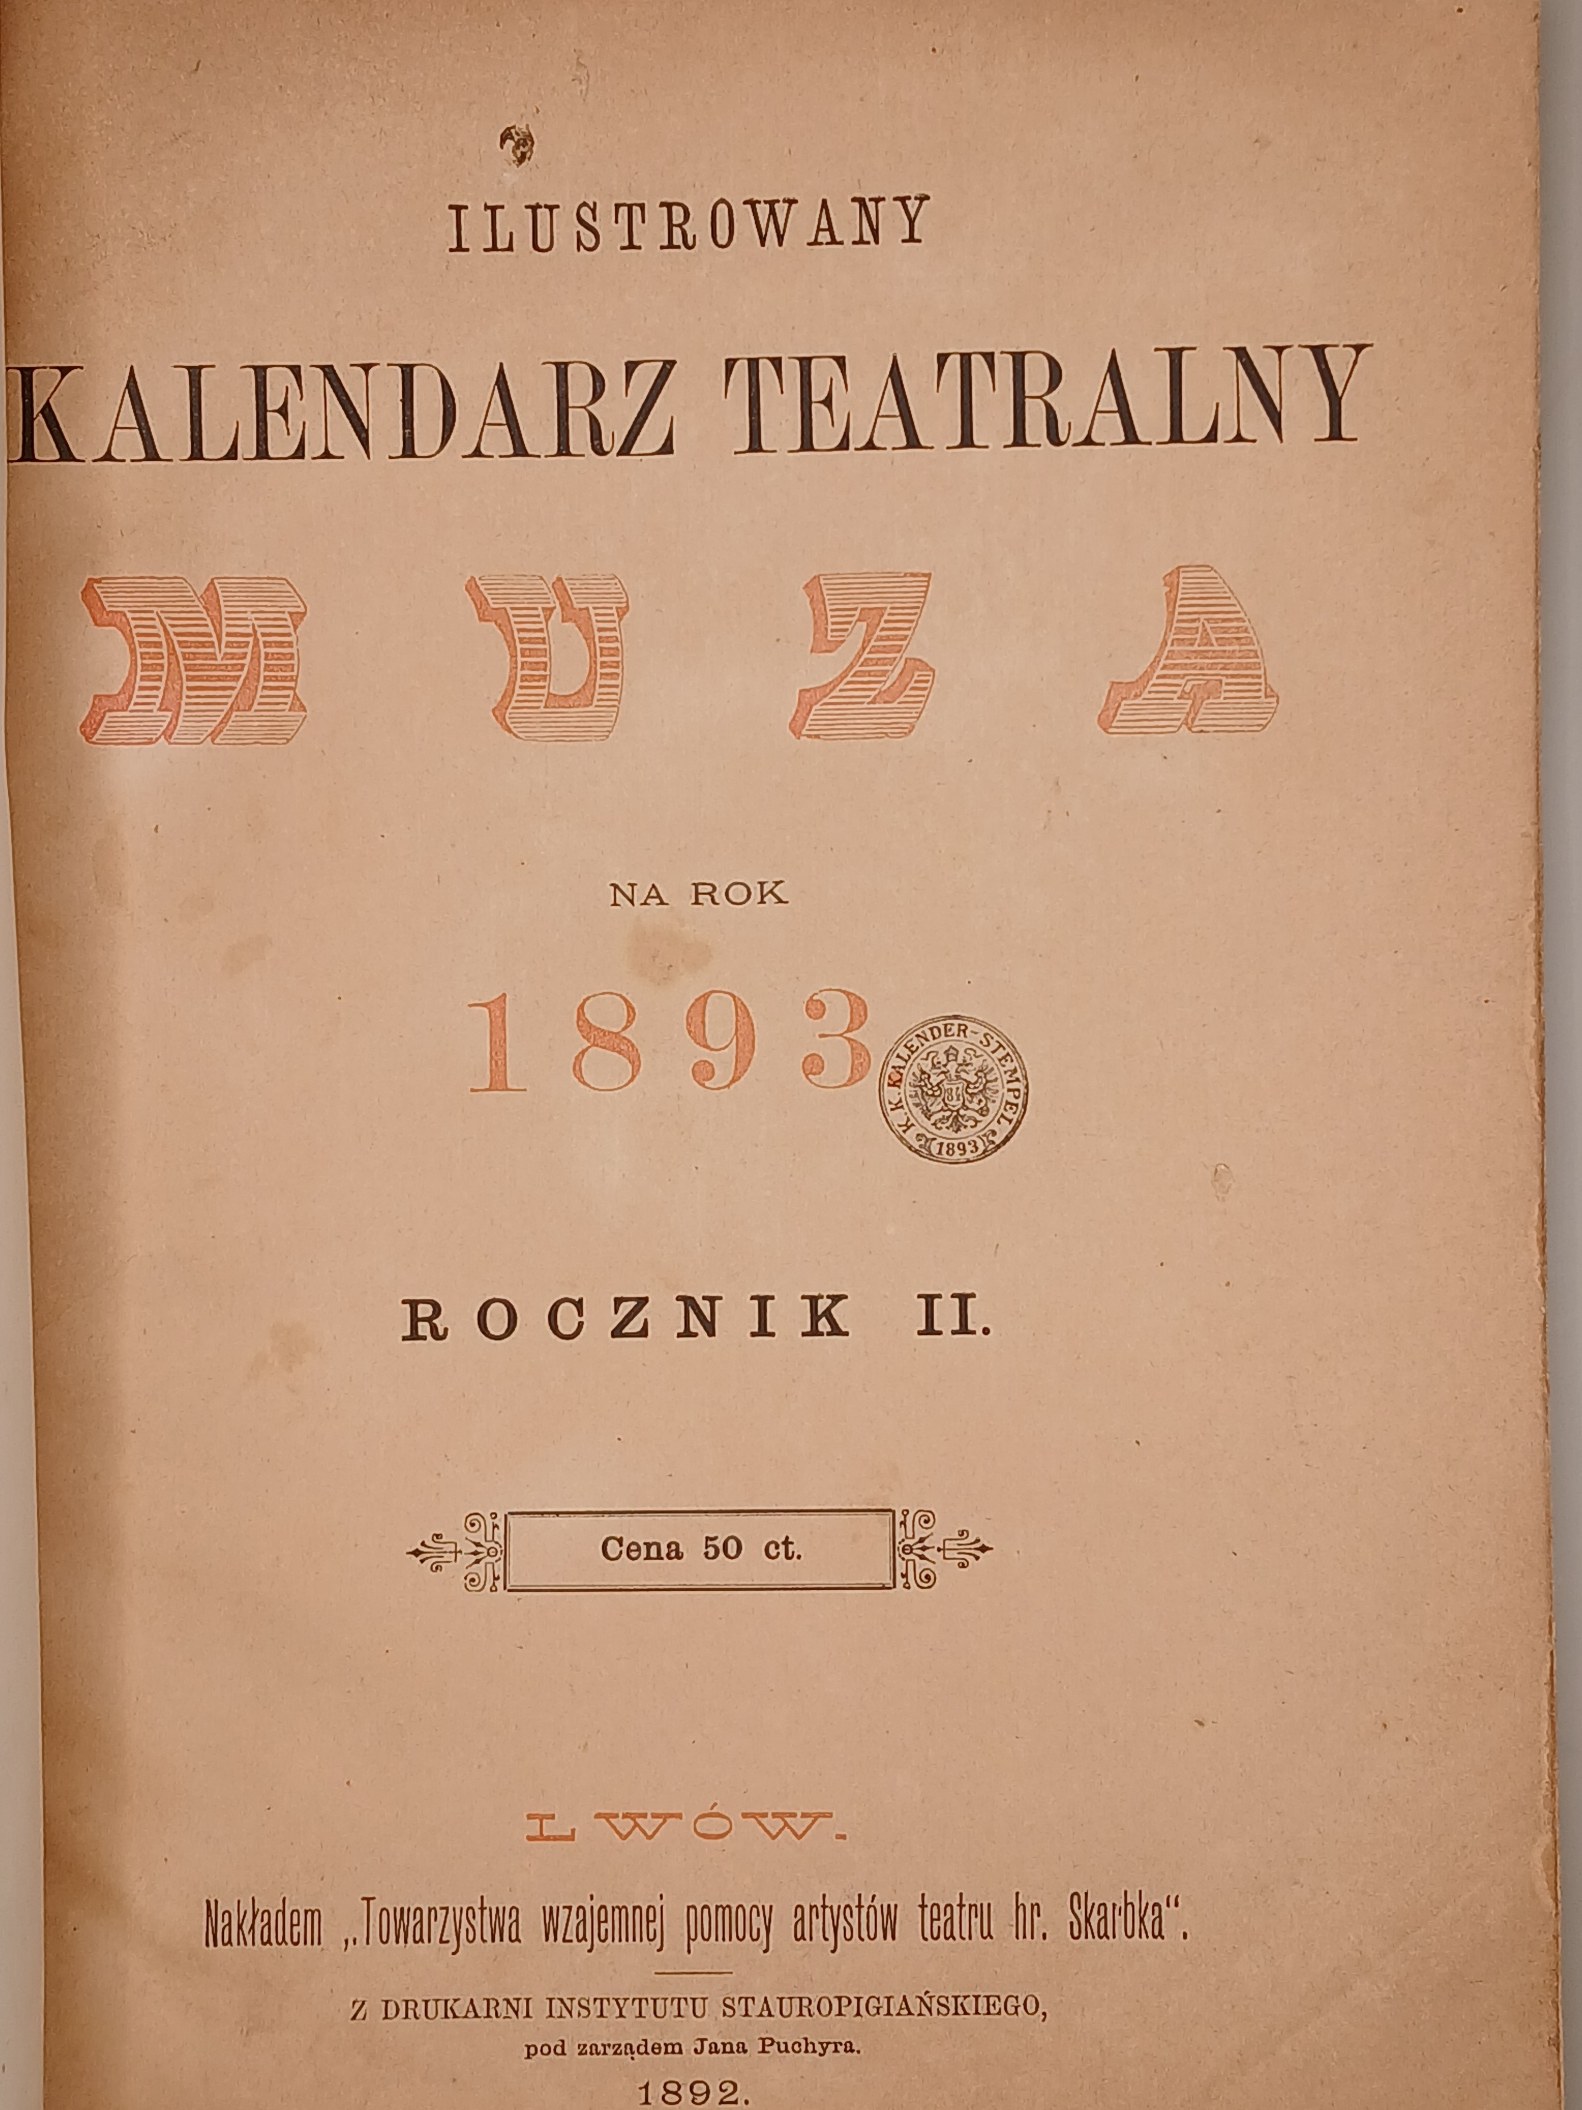 ILUSTROWANY
KALENDARZ TEATRALNY
MUZA
NA ROK
1893
K. K. KALENDER-STEMPEL
1893
ROCZNIK II.
Cena 50 ct.
LWÓW.
Nakładem „Towarzystwa wzajemnej pomocy artystów teatru hr. Skarbka“.
Z DRUKARNI INSTYTUTU STAUROPIGIAŃSKIEGO,
pod zarządem Jana Puchyra.
1892.